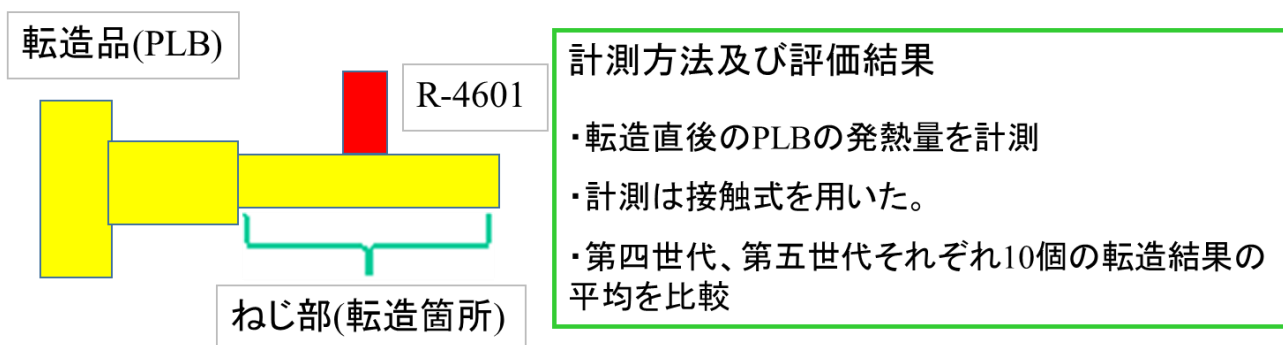 転造品(PLB)
R-4601
ねじ部(転造箇所)
計測方法及び評価結果
・転造直後のPLBの発熱量を計測
・計測は接触式を用いた。
・第四世代、第五世代それぞれ10個の転造結果の
平均を比較